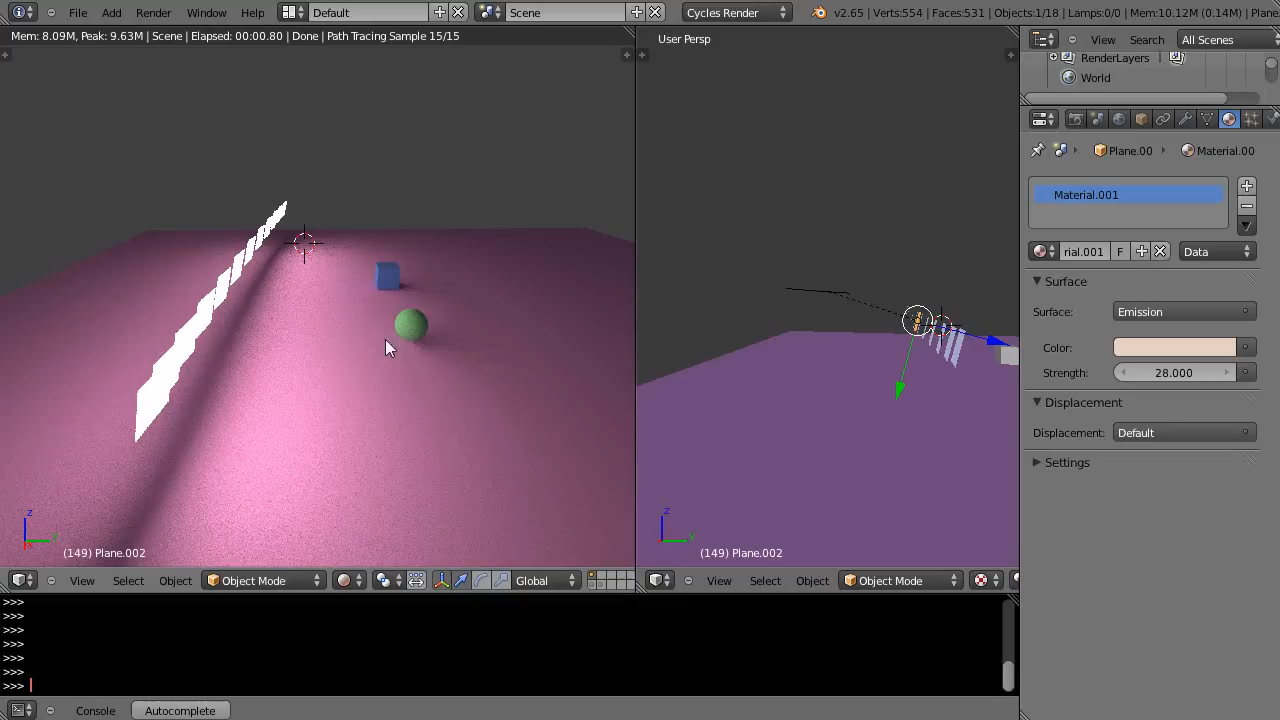 File Add Render Window Help Default Scene Cycles Render v2.65 | Verts:554 | Faces:531 | Objects:1/18 | Lamps:0/0 | Mem:10.12M (0.14M) | Plane.
Mem: 8.09M, Peak: 9.63M | Scene | Elapsed: 00:00.80 | Done | Path Tracing Sample 15/15
User Persp
View Search All Scenes
RenderLayers
World
Plane.00 Material.00
Material.001
rial.001 F Data
Surface
Surface: Emission
Color:
Strength: 28.000
Displacement
Displacement: Default
Settings
z
y
x
(149) Plane.002
z
y
(149) Plane.002
View Select Object Object Mode Global
View Select Object Object Mode
>>>
>>>
>>>
>>>
>>>
>>>
>>>
Console Autocomplete